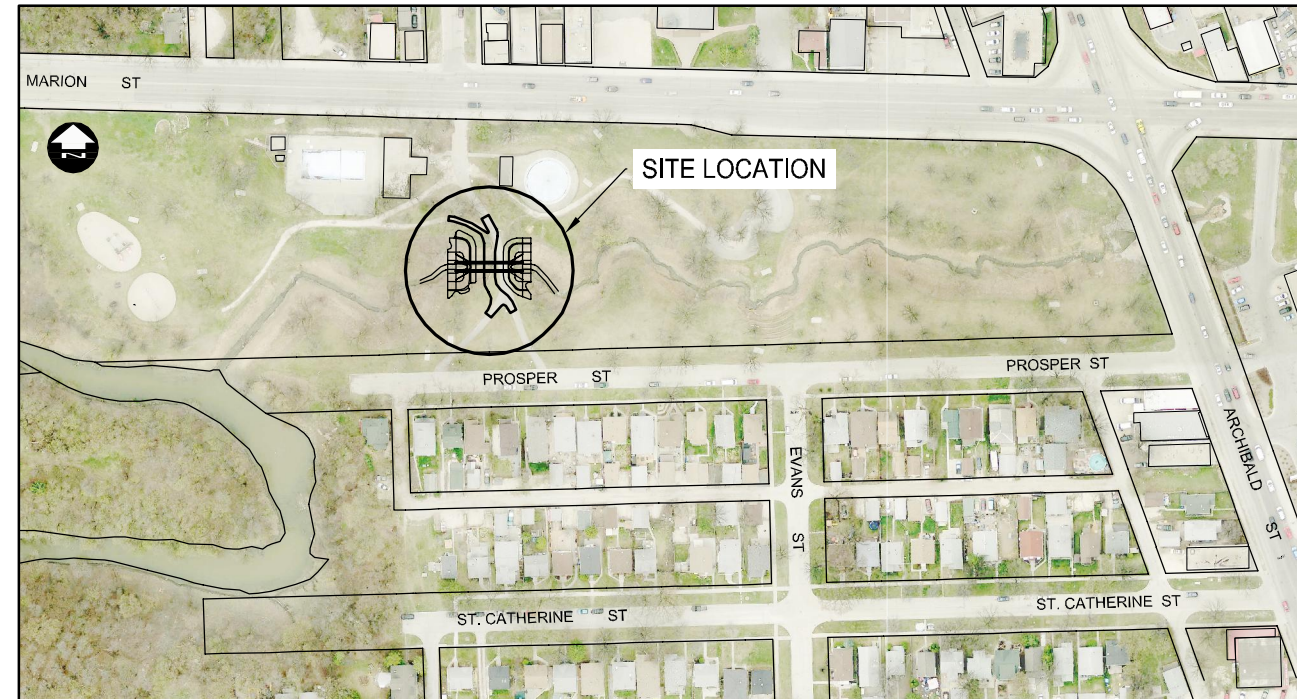 MARION ST
SITE LOCATION
PROSPER ST
PROSPER ST
EVANS ST
ARCHIBALD ST
ST. CATHERINE ST
ST. CATHERINE ST